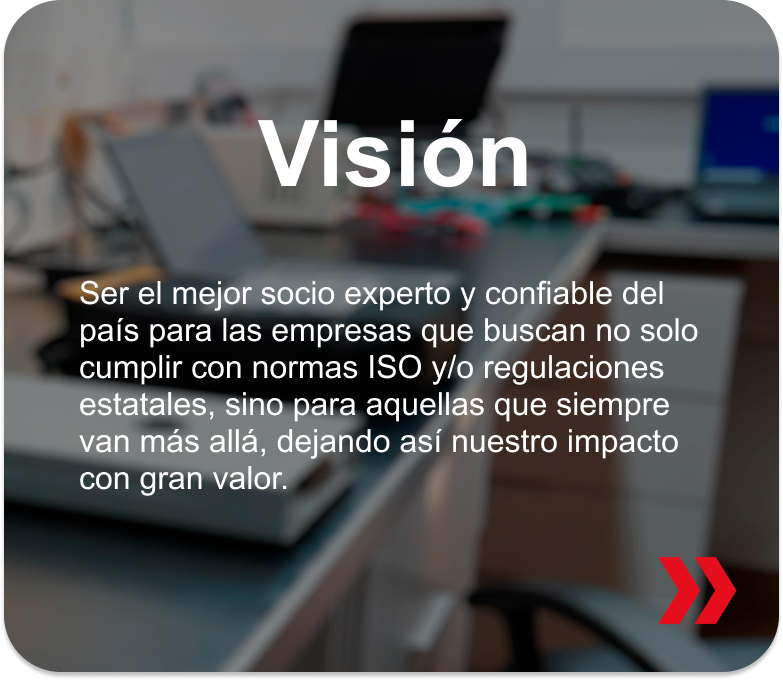 Visión
Ser el mejor socio experto y confiable del
país para las empresas que buscan no solo
cumplir con normas ISO y/o regulaciones
estatales, sino para aquellas que siempre
van más allá, dejando así nuestro impacto
con gran valor.